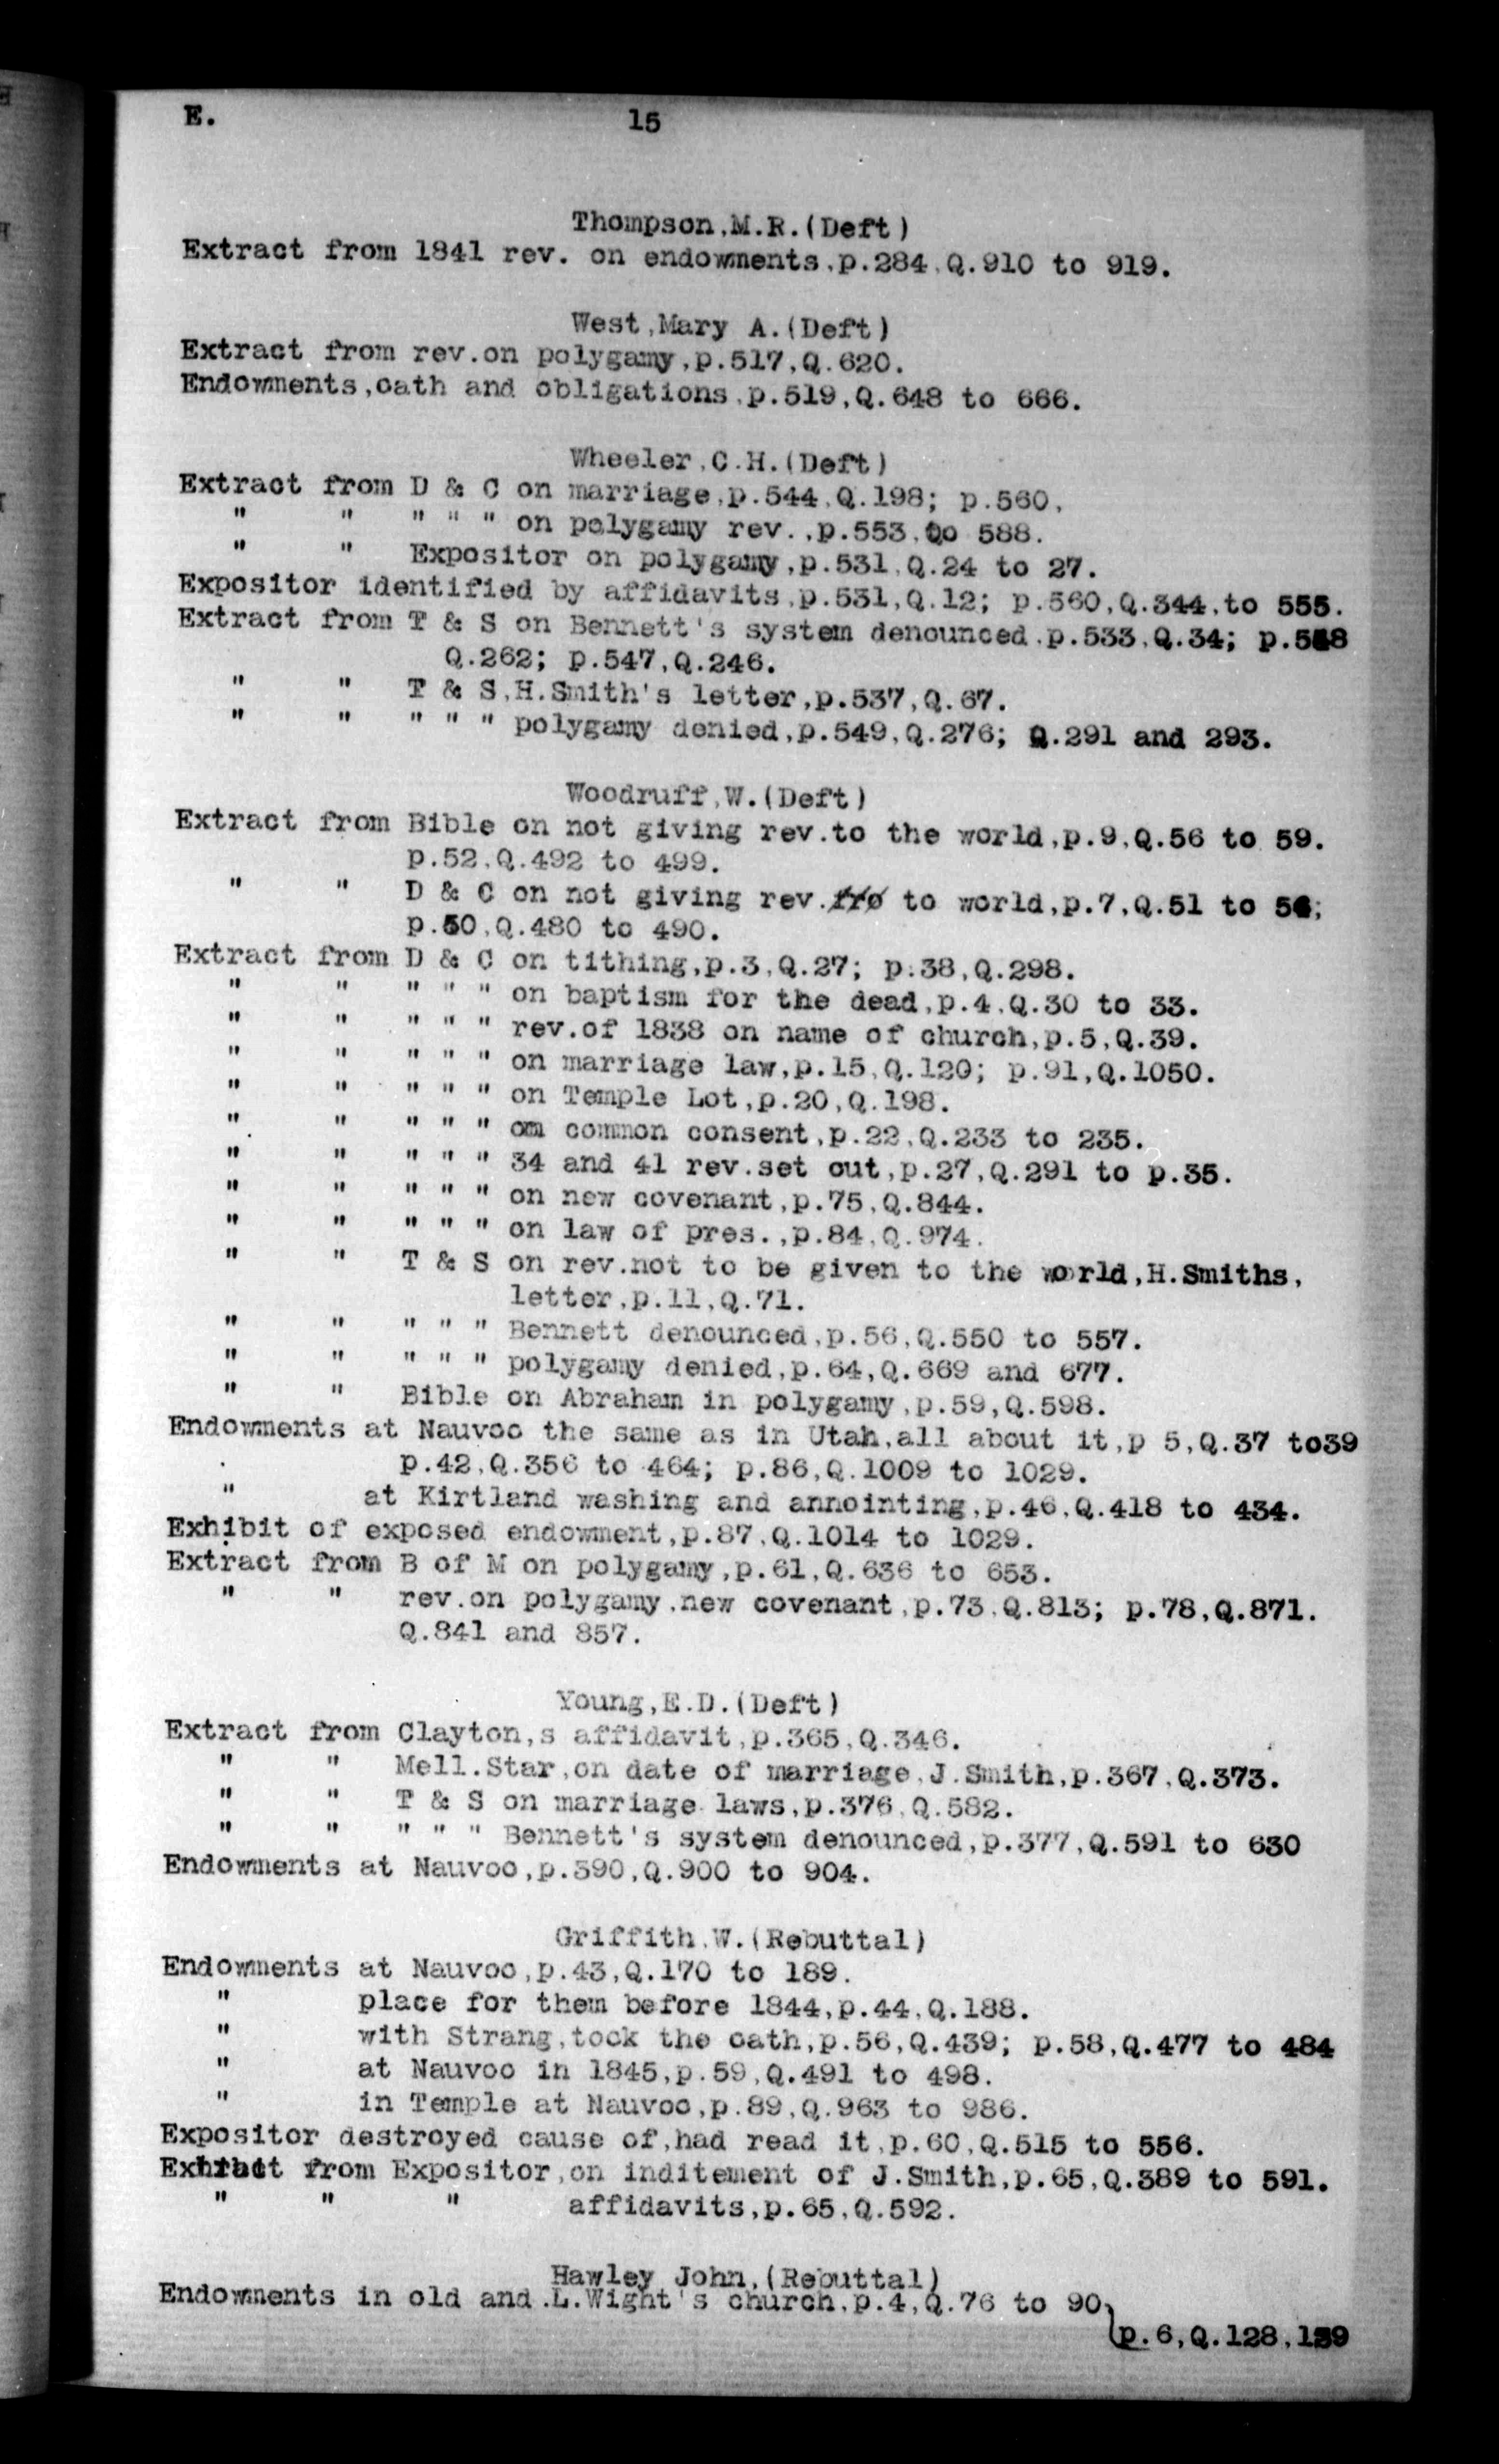 E. 15
Thompson,M.R.(Deft)
Extract from 1841 rev. on endowments,p.284,Q.910 to 919.
West,Mary A.(Deft)
Extract from rev.on polygamy,p.517,Q.620.
Endowments,oath and obligations,p.519,Q.648 to 666.
Wheeler,C.H.(Deft)
Extract from D & C on marriage,p.544,Q.198; p.560,
" " " " " on polygamy rev.,p.553,to 588.
" " Expositor on polygamy,p.531,Q.24 to 27.
Expositor identified by affidavits,p.531,Q.12; p.560,Q.344,to 555.
Extract from T & S on Bennett's system denounced,p.533,Q.34; p.548
Q.262; p.547,Q.246.
" " T & S,H.Smith's letter,p.537,Q.67.
" " " " " polygamy denied,p.549,Q.276; Q.291 and 293.
Woodruff,W.(Deft)
Extract from Bible on not giving rev.to the world,p.9,Q.56 to 59.
p.52,Q.492 to 499.
" " D & C on not giving rev.fro to world,p.7,Q.51 to
p.50,Q.480 to 490.
Extract from D & C on tithing,p.3,Q.27; p.38,Q.298.
" " " " " on baptism for the dead,p.4,Q.30 to 33.
" " " " " rev.of 1838 on name of church,p.5,Q.39.
" " " " " on marriage law,p.15,Q.120; p.91,Q.1050.
" " " " " on Temple Lot,p.20,Q.198.
" " " " " on common consent,p.22,Q.233 to 235.
" " " " " 34 and 41 rev.set out,p.27,Q.291 to p.35.
" " " " " on new covenant,p.75,Q.844.
" " " " " on law of pres.,p.84,Q.974.
" " T & S on rev.not to be given to the world,H.Smiths,
letter,p.11,Q.71.
" " " " " Bennett denounced,p.56,Q.550 to 557.
" " " " " polygamy denied,p.64,Q.669 and 677.
" " Bible on Abraham in polygamy,p.59,Q.598.
Endowments at Nauvoo the same as in Utah,all about it,p 5,Q.37 to39
p.42,Q.356 to 464; p.86,Q.1009 to 1029.
" at Kirtland washing and annointing,p.46,Q.418 to 434.
Exhibit of exposed endowment,p.87,Q.1014 to 1029.
Extract from B of M on polygamy,p.61,Q.636 to 653.
" " rev.on polygamy,new covenant,p.73,Q.813; p.78,Q.871.
Q.841 and 857.
Young,E.D.(Deft)
Extract from Clayton,s affidavit,p.365,Q.346.
" " Mell.Star,on date of marriage,J.Smith,p.367,Q.373.
" " T & S on marriage laws,p.376,Q.582.
" " " " " Bennett's system denounced,p.377,Q.591 to 630
Endowments at Nauvoo,p.390,Q.900 to 904.
Griffith,W.(Rebuttal)
Endowments at Nauvoo,p.43,Q.170 to 189.
" place for them before 1844,p.44,Q.188.
" with Strang,took the oath,p.56,Q.439; p.58,Q.477 to 484
" at Nauvoo in 1845,p.59,Q.491 to 498.
" in Temple at Nauvoo,p.89,Q.963 to 986.
Expositor destroyed cause of,had read it,p.60,Q.515 to 556.
from Expositor,on inditement of J.Smith,p.65,Q.389 to 591.
" " " affidavits,p.65,Q.592.
Hawley John,(Rebuttal)
Endowments in old and .L.Wight's church,p.4,Q.76 to 90
p.6,Q.128,139